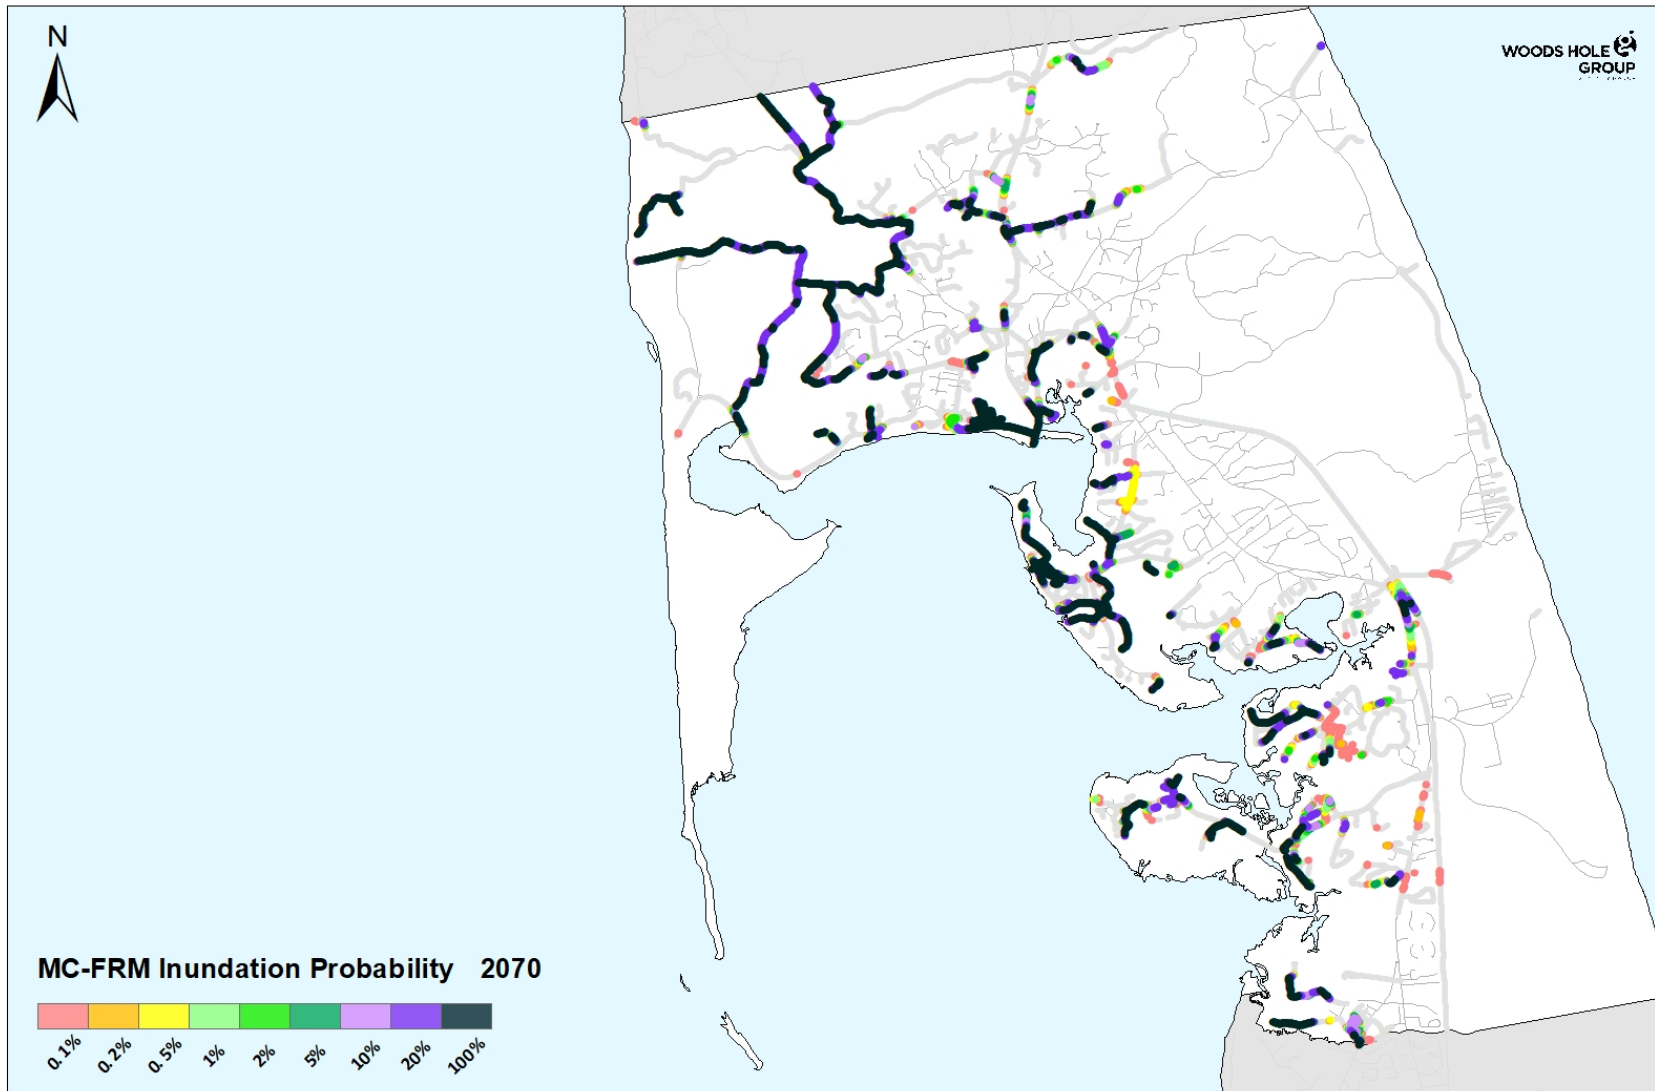 N
WOODS HOLE
GROUP
MC-FRM Inundation Probability 2070
0.1% 0.2% 0.5% 1% 2% 5% 10% 20% 100%